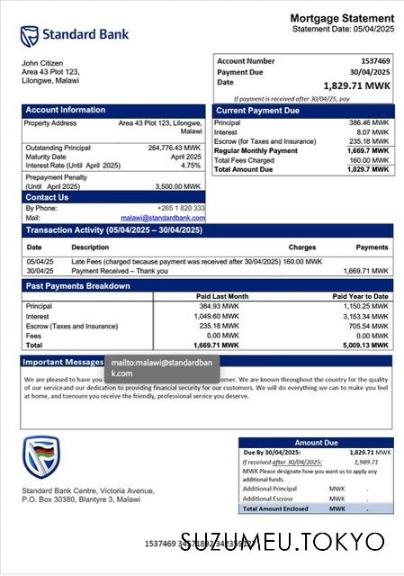 Standard Bank
Mortgage Statement
Statement Date: 05/04/2025
John Citizen
Area 43 Plot 123,
Lilongwe, Malawi
Account Number 1537469
Payment Due 30/04/2025
Date 1,829.71 MWK
If payment is received after 30/04/25, pay
Account Information
Property Address Area 43 Plot 123, Lilongwe, Malawi
Outstanding Principal 264,776.43 MWK
Maturity Date April 2025
Interest Rate (Until April 2025) 4.75%
Prepayment Penalty
(Until April 2025) 3,500.00 MWK
Contact Us
By Phone: +265 1 820 333
Mail: malawi@standardbank.com
Current Payment Due
Principal 386.46 MWK
Interest 8.07 MWK
Escrow (for Taxes and Insurance) 235.18 MWK
Regular Monthly Payment 1,669.7 MWK
Total Fees Charged 160.00 MWK
Total Amount Due 1,829.7 MWK
Transaction Activity (05/04/2025 – 30/04/2025)
Date Description Charges Payments
05/04/25 Late Fees (charged because payment was received after 30/04/2025) 160.00 MWK
30/04/25 Payment Received – Thank you 1,669.71 MWK
Past Payments Breakdown
Paid Last Month Paid Year to Date
Principal 384.93 MWK 1,150.25 MWK
Interest 1,049.60 MWK 3,153.34 MWK
Escrow (Taxes and Insurance) 235.18 MWK 705.54 MWK
Fees 0.00 MWK 0.00 MWK
Total 1,669.71 MWK 5,009.13 MWK
Important Messages
mailto:malawi@standardban
k.com
We are pleased to have you omer. We are known throughout the country for the quality
of our service and our dedication to providing financial security for our customers. We will do everything we can to make you feel
at home, and to ensure you receive the friendly, professional service you deserve.
Standard Bank Centre, Victoria Avenue,
P.O. Box 30380, Blantyre 3, Malawi
Amount Due
Due By 30/04/2025: 1,829.71 MWK
If received after 30/04/2025: 1,989.71
MWK Please designate how you want us to apply any
additional funds.
Additional Principal MWK .
Additional Escrow MWK .
Total Amount Enclosed MWK .
1537469
SUZUMEU.TOKYO